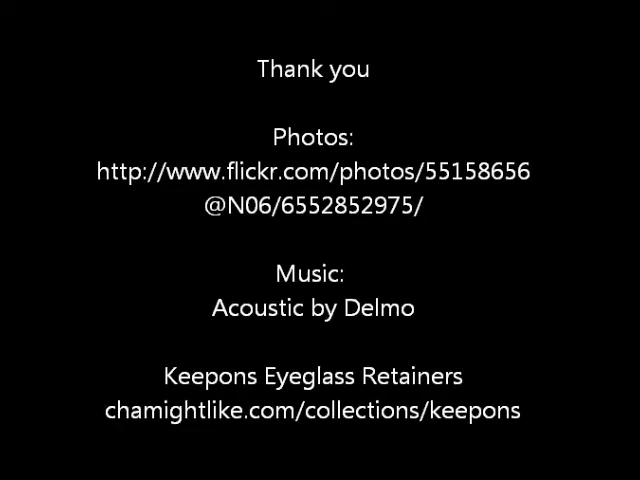 Thank you
Photos:
http://www.flickr.com/photos/55158656
@N06/6552852975/
Music:
Acoustic by Delmo
Keepons Eyeglass Retainers
chamightlike.com/collections/keepons